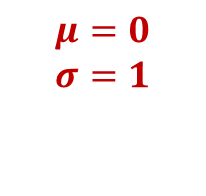 μ = 0
σ = 1